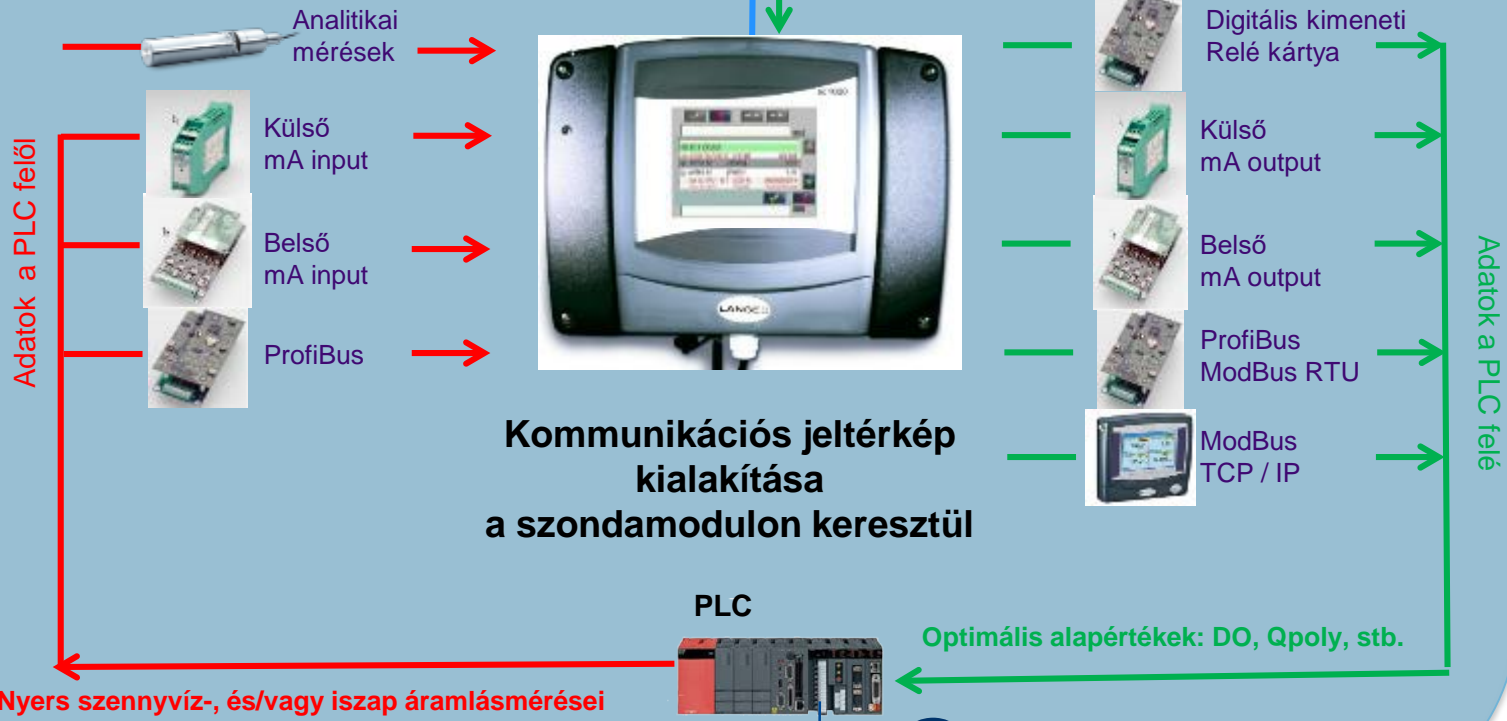 Analitikai
mérések
Külső
mA input
Belső
mA input
ProfiBus
Adatok a PLC felől
LANGE
Digitális kimeneti
Relé kártya
Külső
mA output
Belső
mA output
ProfiBus
ModBus RTU
ModBus
TCP / IP
Adatok a PLC felé
Kommunikációs jeltérkép
kialakítása
a szondamodulon keresztül
PLC
Optimális alapértékek: DO, Qpoly, stb.
Nyers szennyvíz-, és/vagy iszap áramlásmérései